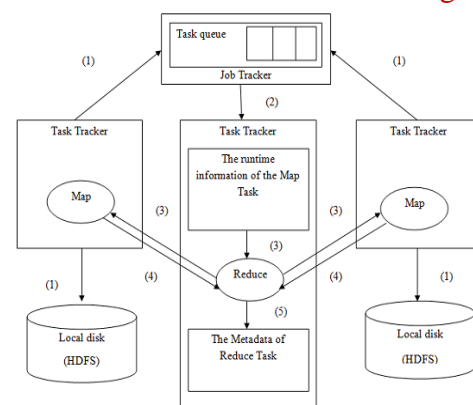 Task queue
Job Tracker
(1)
(1)
(2)
Task Tracker
Task Tracker
Task Tracker
The runtime
information of the Map
Task
Map
Map
(3)
(3)
(3)
Reduce
(4)
(4)
(1)
(1)
(5)
Local disk
(HDFS)
The Metadata of
Reduce Task
Local disk
(HDFS)